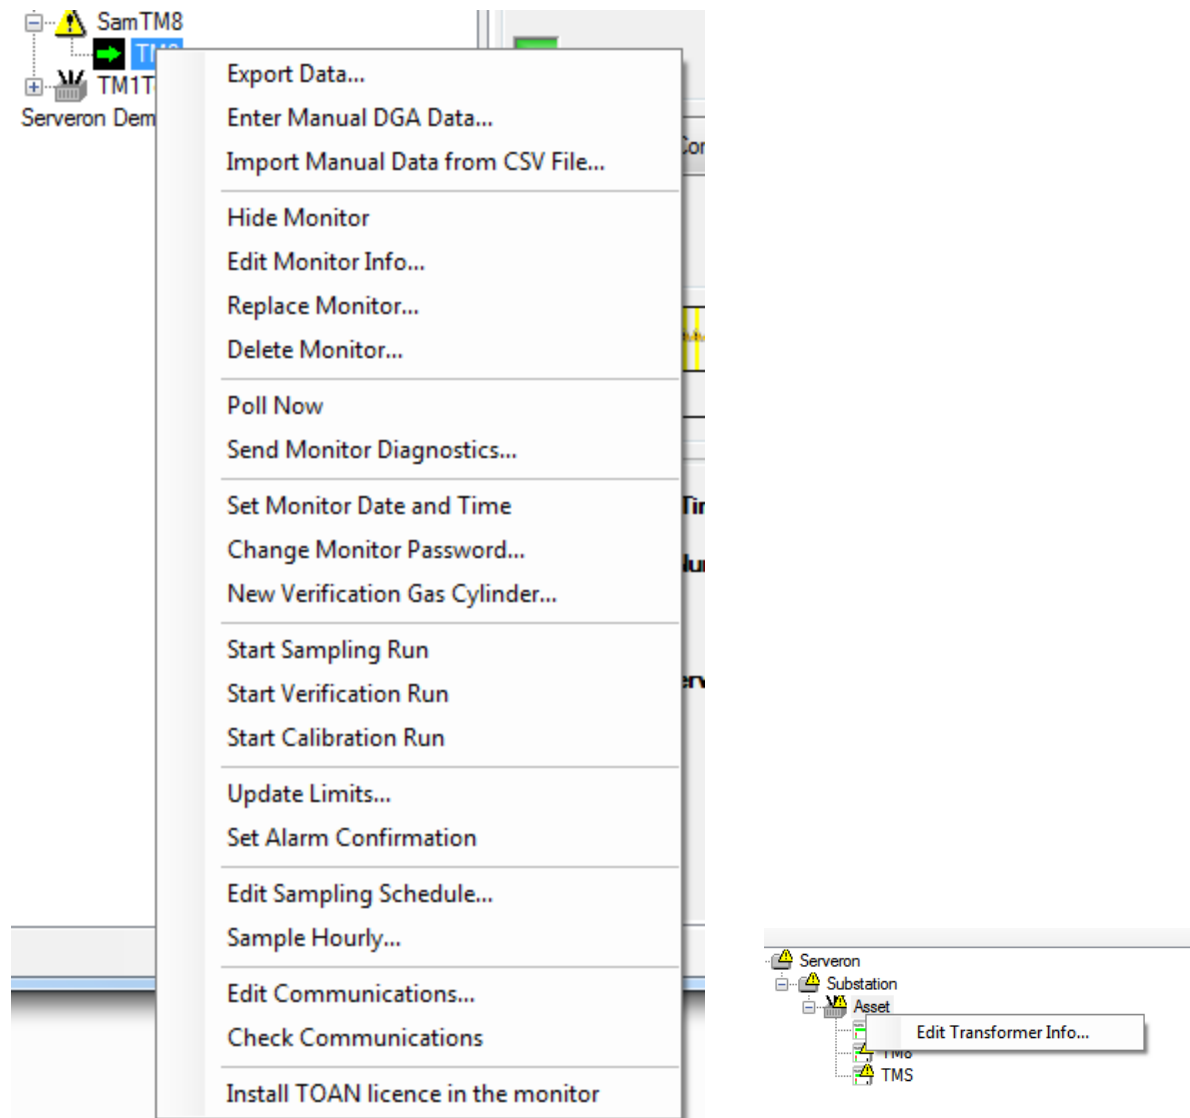 SamTM8
TM8
TM1T
Serveron Dem
Export Data...
Enter Manual DGA Data...
Import Manual Data from CSV File...
Hide Monitor
Edit Monitor Info...
Replace Monitor...
Delete Monitor...
Poll Now
Send Monitor Diagnostics...
Set Monitor Date and Time
Change Monitor Password...
New Verification Gas Cylinder...
Start Sampling Run
Start Verification Run
Start Calibration Run
Update Limits...
Set Alarm Confirmation
Edit Sampling Schedule...
Sample Hourly...
Edit Communications...
Check Communications
Install TOAN licence in the monitor
Serveron
Substation
Asset
Edit Transformer Info...
TM8
TMS